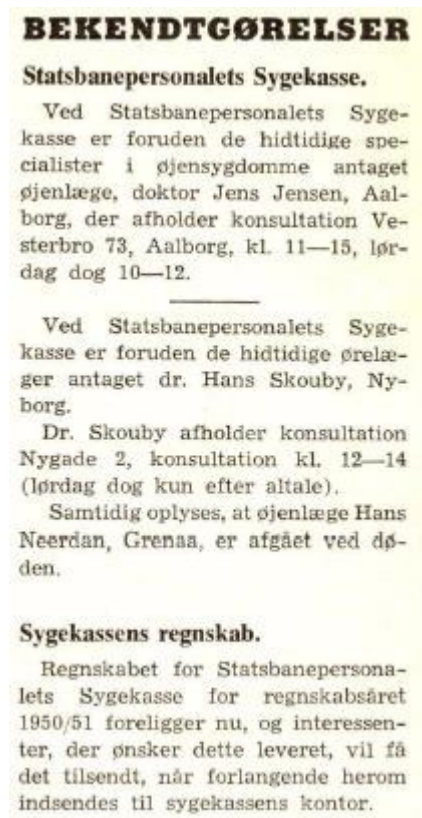 BEKENDTGØRELSER
Statsbanepersonalets Sygekasse.
Ved Statsbanepersonalets Syge-
kasse er foruden de hidtidige spe-
cialister i øjensygdomme antaget
øjenlæge, doktor Jens Jensen, Aal-
borg, der afholder konsultation Ve-
sterbro 73, Aalborg, kl. 11—15, lør-
dag dog 10—12.
Ved Statsbanepersonalets Syge-
kasse er foruden de hidtidige ørelæ-
ger antaget dr. Hans Skouby, Ny-
borg.
Dr. Skouby afholder konsultation
Nygade 2, konsultation kl. 12—14
(lørdag dog kun efter altale).
Samtidig oplyses, at øjenlæge Hans
Neerdan, Grenaa, er afgået ved dø-
den.
Sygekassens regnskab.
Regnskabet for Statsbanepersona-
lets Sygekasse for regnskabsåret
1950/51 foreligger nu, og interessen-
ter, der ønsker dette leveret, vil få
det tilsendt, når forlangende herom
indsendes til sygekassens kontor.